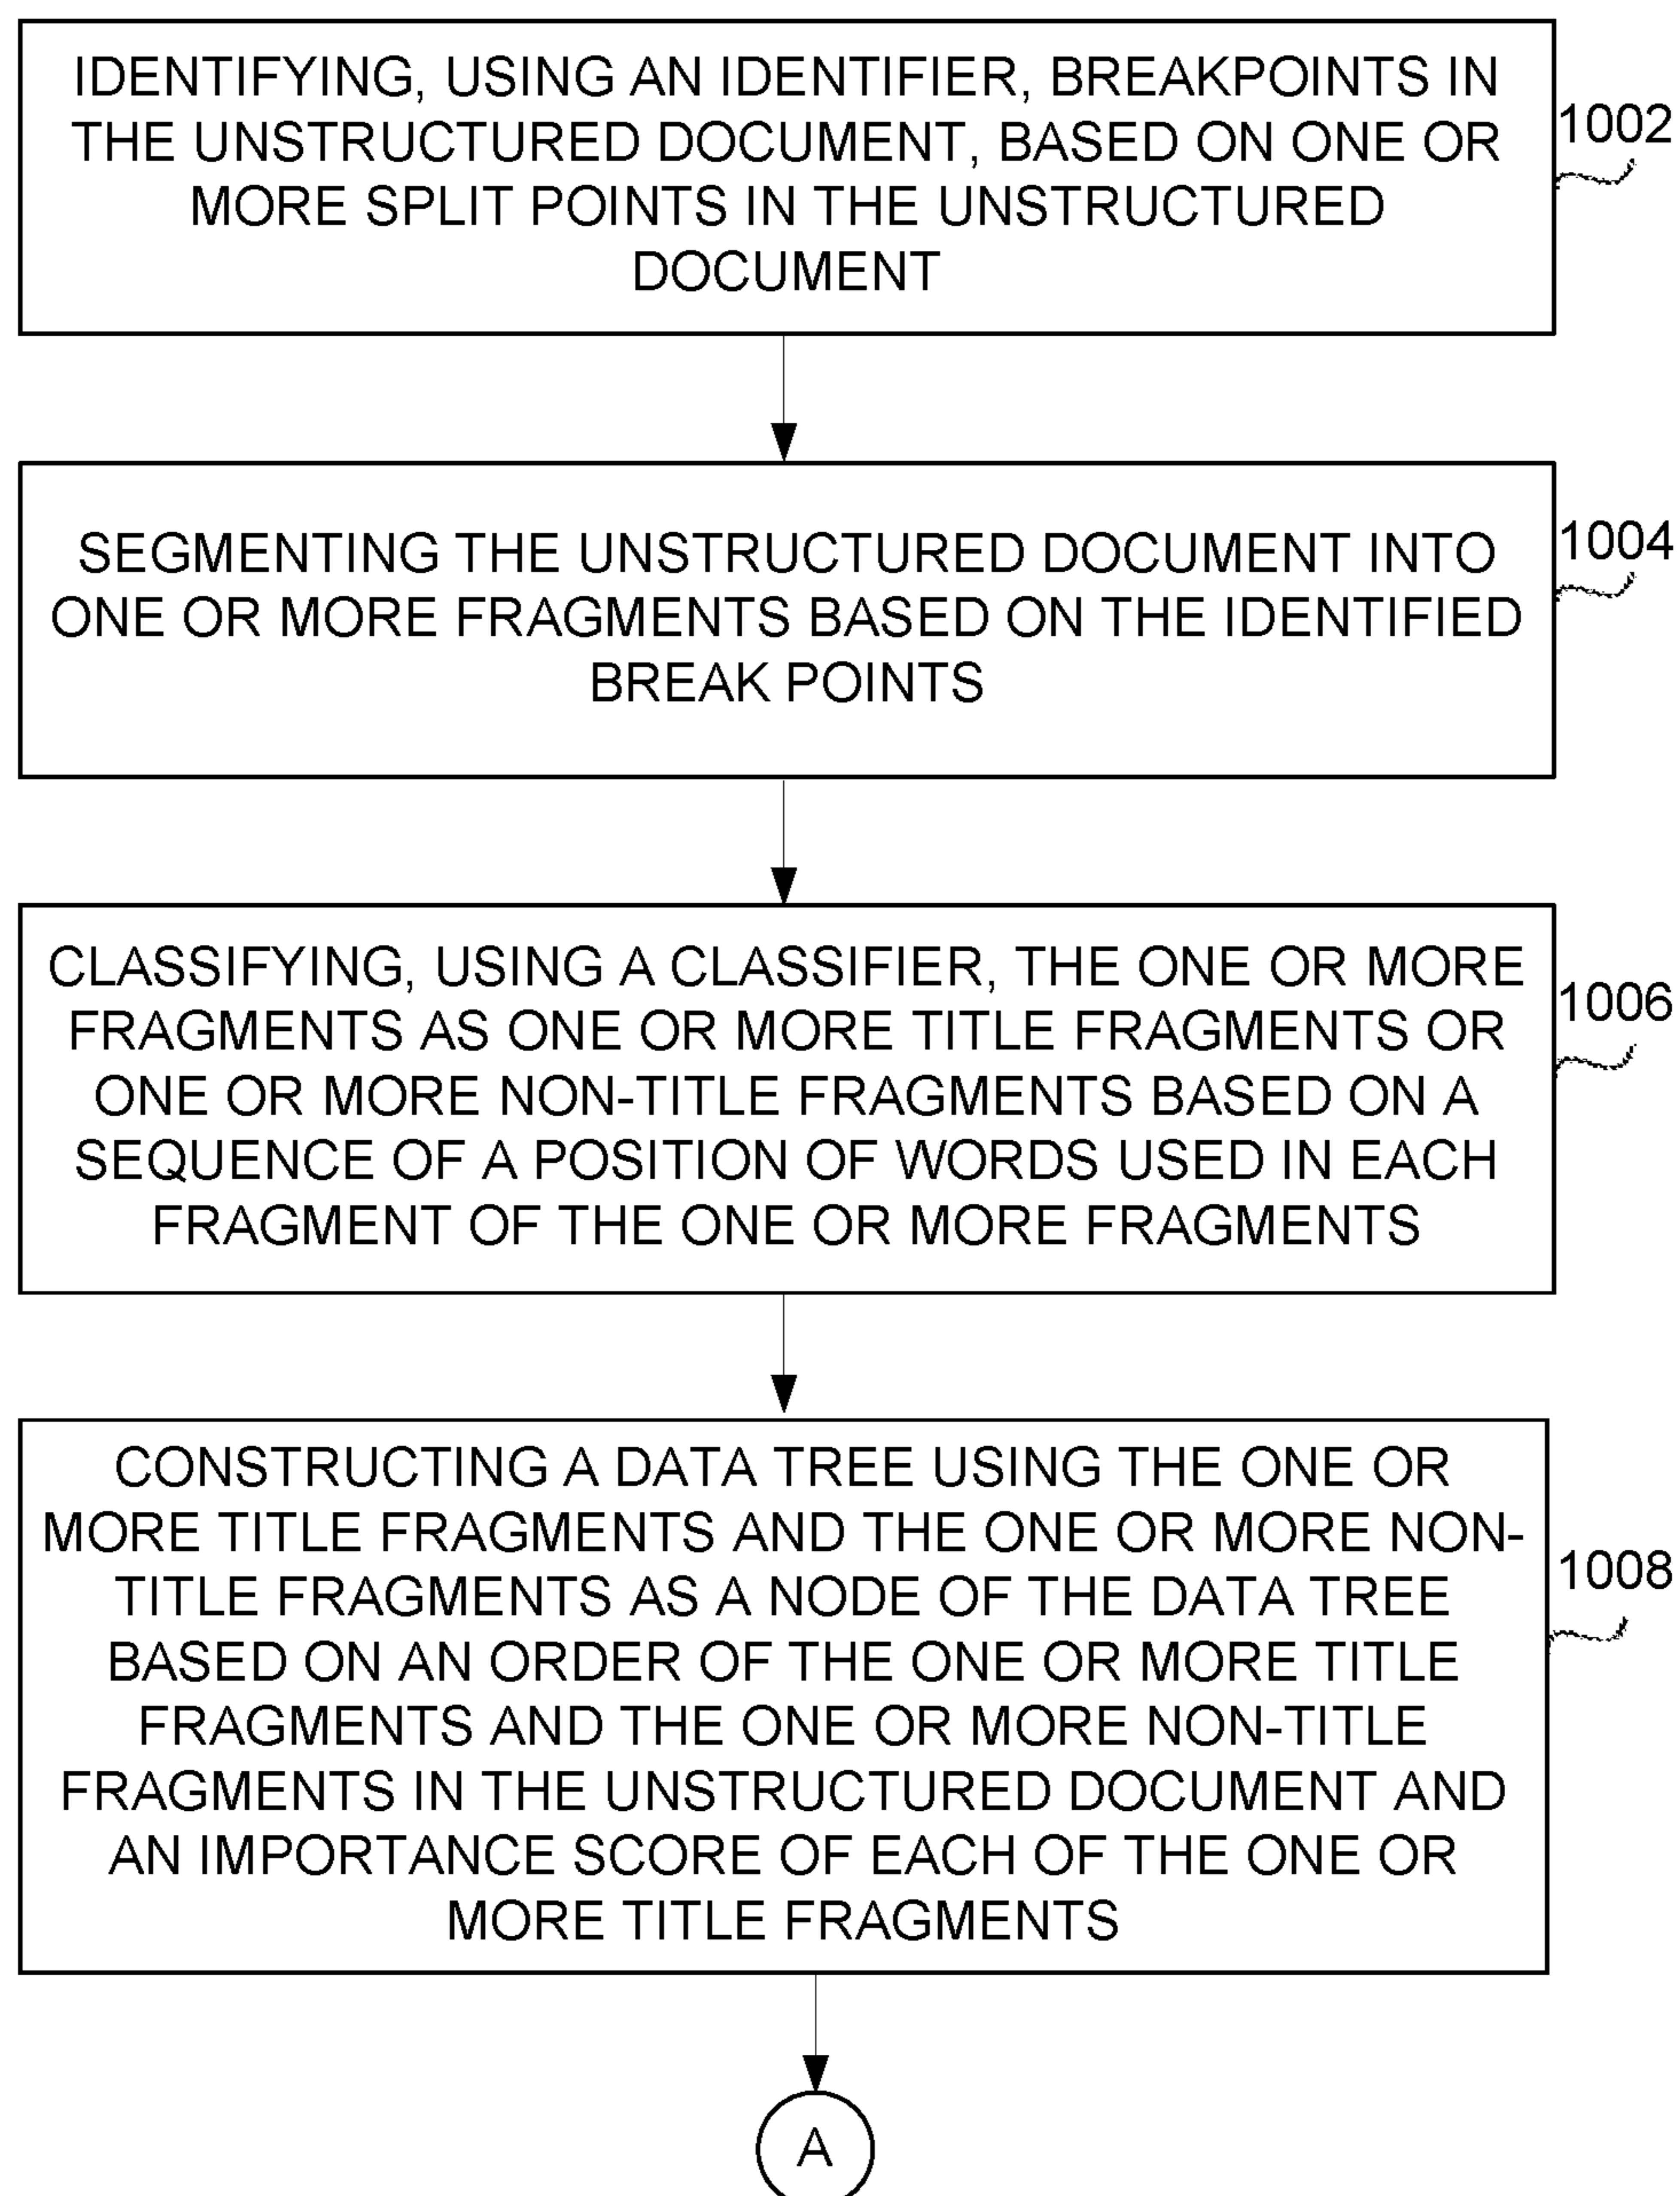 IDENTIFYING, USING AN IDENTIFIER, BREAKPOINTS IN
THE UNSTRUCTURED DOCUMENT, BASED ON ONE OR
MORE SPLIT POINTS IN THE UNSTRUCTURED
DOCUMENT
1002
SEGMENTING THE UNSTRUCTURED DOCUMENT INTO
ONE OR MORE FRAGMENTS BASED ON THE IDENTIFIED
BREAK POINTS
1004
CLASSIFYING, USING A CLASSIFIER, THE ONE OR MORE
FRAGMENTS AS ONE OR MORE TITLE FRAGMENTS OR
ONE OR MORE NON-TITLE FRAGMENTS BASED ON A
SEQUENCE OF A POSITION OF WORDS USED IN EACH
FRAGMENT OF THE ONE OR MORE FRAGMENTS
1006
CONSTRUCTING A DATA TREE USING THE ONE OR
MORE TITLE FRAGMENTS AND THE ONE OR MORE NON-
TITLE FRAGMENTS AS A NODE OF THE DATA TREE
BASED ON AN ORDER OF THE ONE OR MORE TITLE
FRAGMENTS AND THE ONE OR MORE NON-TITLE
FRAGMENTS IN THE UNSTRUCTURED DOCUMENT AND
AN IMPORTANCE SCORE OF EACH OF THE ONE OR
MORE TITLE FRAGMENTS
1008
A